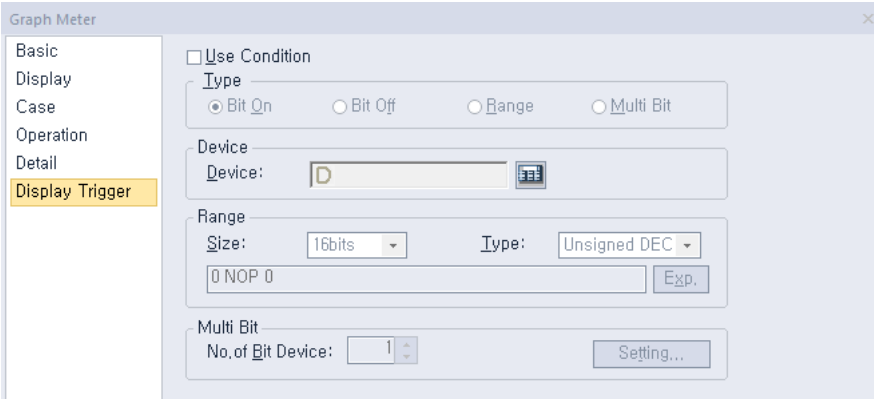 Graph Meter
Basic
Display
Case
Operation
Detail
Display Trigger
Use Condition
Type
Bit On Bit Off Range Multi Bit
Device
Device: D
Range
Size: 16bits Type: Unsigned DEC
0 NOP 0 Exp.
Multi Bit
No.of Bit Device: 1 Setting...